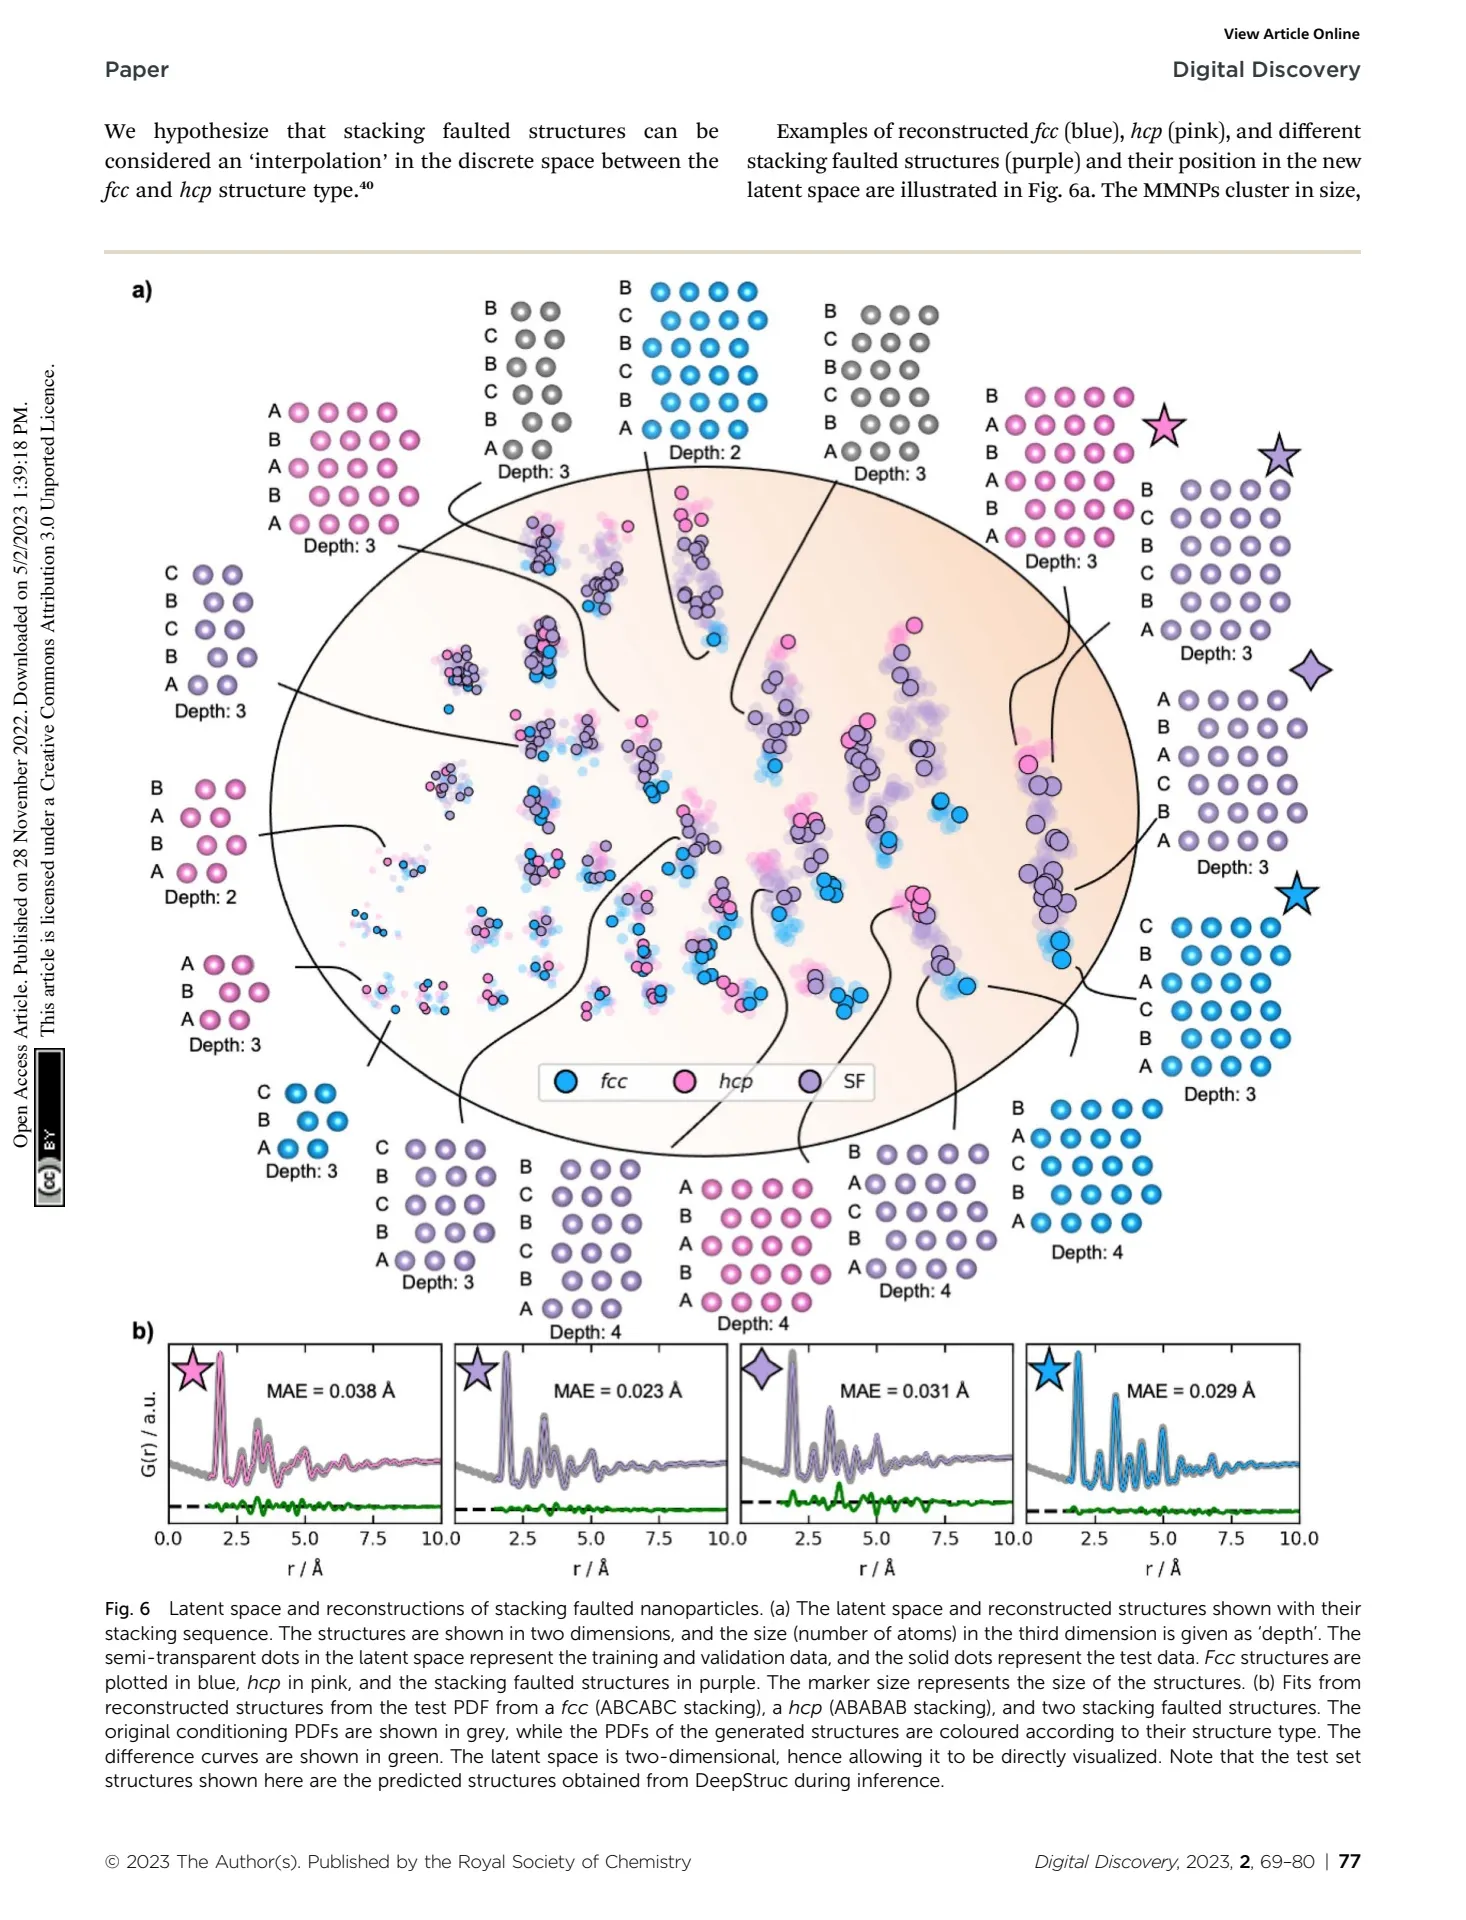 View Article Online
Paper
Digital Discovery
We hypothesize that stacking faulted structures can be
considered an ‘interpolation’ in the discrete space between the
fcc and hcp structure type.40
Examples of reconstructed fcc (blue), hcp (pink), and different
stacking faulted structures (purple) and their position in the new
latent space are illustrated in Fig. 6a. The MMNPs cluster in size,
Open Access Article. Published on 28 November 2022. Downloaded on 5/2/2023 1:39:18 PM.
This article is licensed under a Creative Commons Attribution 3.0 Unported Licence.
(cc) BY
a)
B
C
B
C
B
A
Depth: 3
B
C
B
C
B
A
Depth: 2
B
C
B
C
B
A
Depth: 3
A
B
A
B
A
Depth: 3
B
A
B
A
B
A
Depth: 3
B
C
B
C
B
A
Depth: 3
C
B
C
B
A
Depth: 3
A
B
A
C
B
A
Depth: 3
B
A
B
A
Depth: 2
C
B
A
C
B
A
Depth: 3
A
B
A
Depth: 3
C
B
A
Depth: 3
fcc hcp SF
C
B
C
B
A
Depth: 3
B
C
B
C
B
A
Depth: 4
A
B
A
B
A
Depth: 4
B
A
C
B
A
Depth: 4
B
A
C
B
A
Depth: 4
b)
G(r) / a.u.
MAE = 0.038 Å
MAE = 0.023 Å
MAE = 0.031 Å
MAE = 0.029 Å
0.0 2.5 5.0 7.5 10.0 2.5 5.0 7.5 10.0 2.5 5.0 7.5 10.0 2.5 5.0 7.5 10.0
r / Å r / Å r / Å r / Å
Fig. 6 Latent space and reconstructions of stacking faulted nanoparticles. (a) The latent space and reconstructed structures shown with their
stacking sequence. The structures are shown in two dimensions, and the size (number of atoms) in the third dimension is given as ‘depth’. The
semi-transparent dots in the latent space represent the training and validation data, and the solid dots represent the test data. Fcc structures are
plotted in blue, hcp in pink, and the stacking faulted structures in purple. The marker size represents the size of the structures. (b) Fits from
reconstructed structures from the test PDF from a fcc (ABCABC stacking), a hcp (ABABAB stacking), and two stacking faulted structures. The
original conditioning PDFs are shown in grey, while the PDFs of the generated structures are coloured according to their structure type. The
difference curves are shown in green. The latent space is two-dimensional, hence allowing it to be directly visualized. Note that the test set
structures shown here are the predicted structures obtained from DeepStruc during inference.
© 2023 The Author(s). Published by the Royal Society of Chemistry
Digital Discovery, 2023, 2, 69–80 | 77